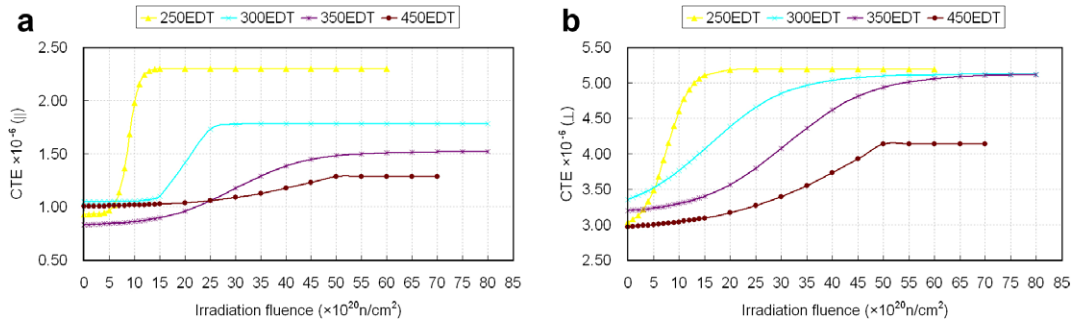 a
250EDT 300EDT 350EDT 450EDT
2.50
2.00
1.50
1.00
0.50
CTE ×10⁻⁶ (||)
0 5 10 15 20 25 30 35 40 45 50 55 60 65 70 75 80 85
Irradiation fluence (×10²⁰n/cm²)
b
250EDT 300EDT 350EDT 450EDT
5.50
5.00
4.50
4.00
3.50
3.00
2.50
CTE ×10⁻⁶ (⊥)
0 5 10 15 20 25 30 35 40 45 50 55 60 65 70 75 80 85
Irradiation fluence (×10²⁰n/cm²)